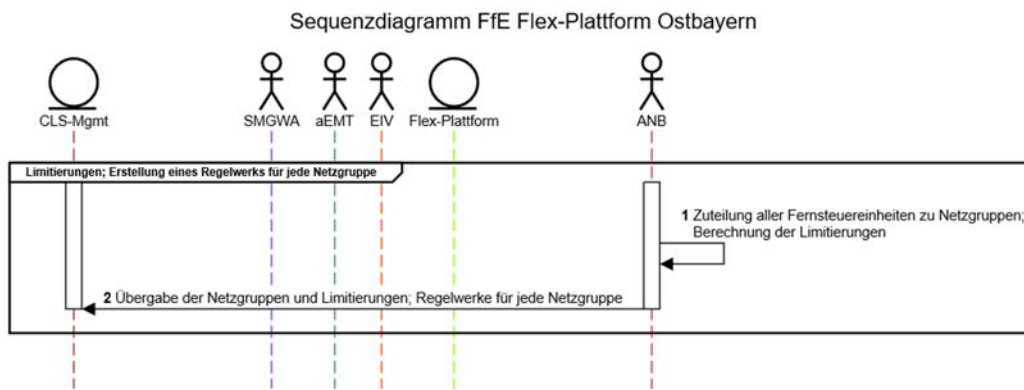 Sequenzdiagramm FfE Flex-Plattform Ostbayern
CLS-Mgmt
SMGWA
aEMT
EIV
Flex-Plattform
ANB
Limitierungen; Erstellung eines Regelwerks für jede Netzgruppe
1 Zuteilung aller Fernsteuereinheiten zu Netzgruppen;
Berechnung der Limitierungen
2 Übergabe der Netzgruppen und Limitierungen; Regelwerke für jede Netzgruppe